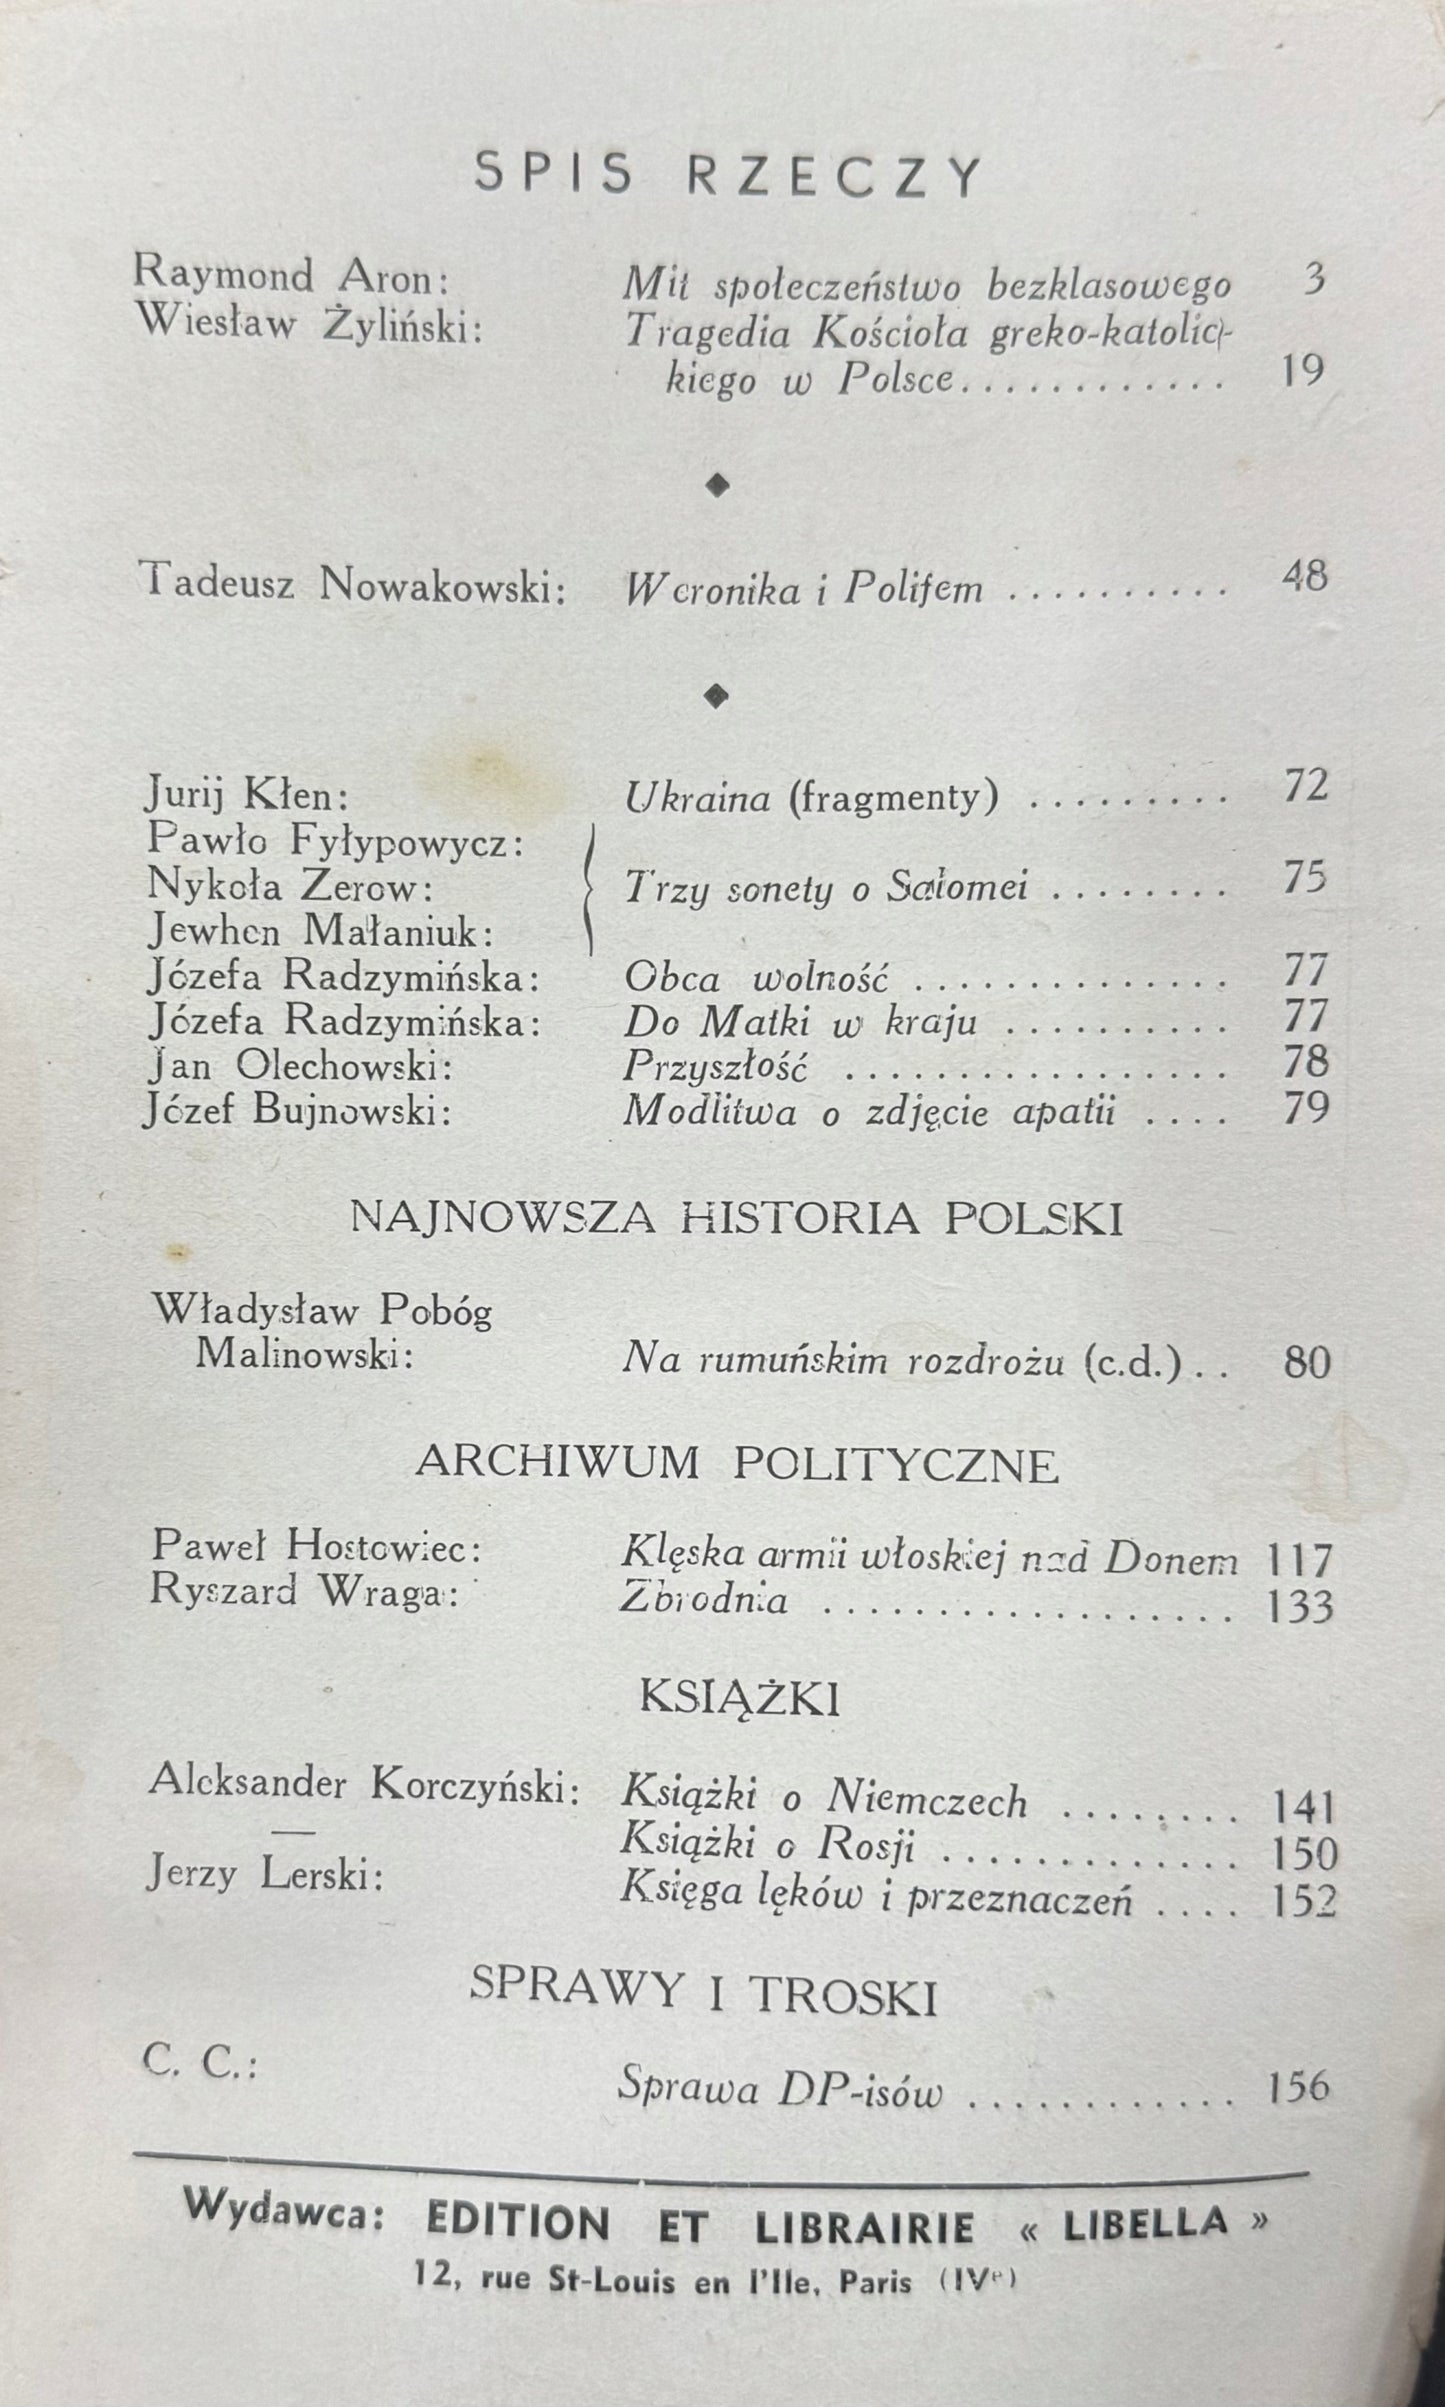 SPIS RZECZY
Raymond Aron: Mit społeczeństwo bezklasowego 3
Wiesław Żyliński: Tragedia Kościoła greko-katolic-
kiego w Polsce............ 19
Tadeusz Nowakowski: Weronika i Polifem .......... 48
Jurij Kłen: Ukraina (fragmenty) ......... 72
Pawło Fyłypowycz:
Nykoła Zerow: Trzy sonety o Salomei ........ 75
Jewhen Małaniuk:
Józefa Radzymińska: Obca wolność .............. 77
Józefa Radzymińska: Do Matki w kraju .......... 77
Jan Olechowski: Przyszłość ................. 78
Józef Bujnowski: Modlitwa o zdjęcie apatii .... 79
NAJNOWSZA HISTORIA POLSKI
Władysław Pobóg
Malinowski: Na rumuńskim rozdrożu (c.d.) .. 80
ARCHIWUM POLITYCZNE
Paweł Hostowiec: Klęska armii włoskiej nad Donem 117
Ryszard Wraga: Zbrodnia ................... 133
KSIĄŻKI
Aleksander Korczyński: Książki o Niemczech ........ 141
— Książki o Rosji ............. 150
Jerzy Lerski: Księga lęków i przeznaczeń .... 152
SPRAWY I TROSKI
C. C.: Sprawa DP-isów ............ 156
Wydawca: EDITION ET LIBRAIRIE « LIBELLA »
12, rue St-Louis en l'Ile, Paris (IVe)